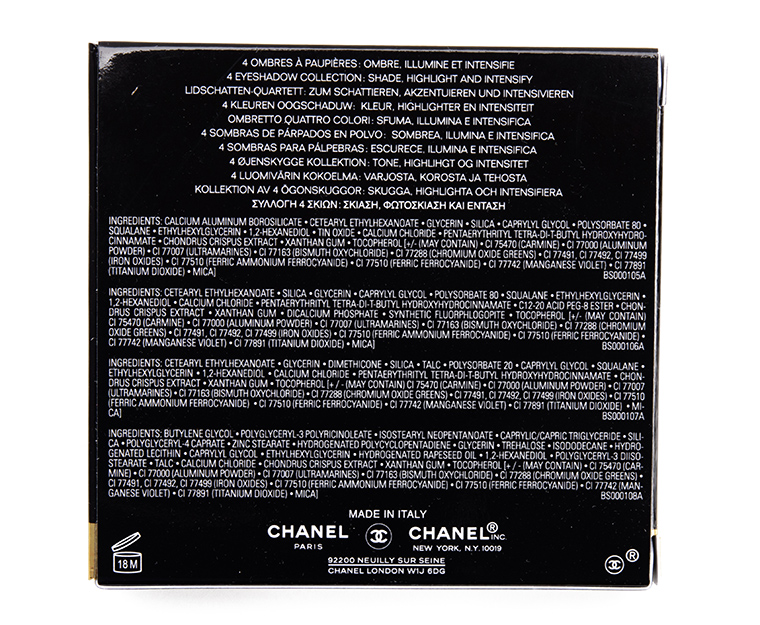 4 OMBRES À PAUPIÈRES: OMBRE, ILLUMINE ET INTENSIFIE
4 EYESHADOW COLLECTION: SHADE, HIGHLIGHT AND INTENSIFY
LIDSCHATTEN-QUARTETT: ZUM SCHATTIEREN, AKZENTUIEREN UND INTENSIVIEREN
4 KLEUREN OOGSCHADUW: KLEUR, HIGHLIGHTER EN INTENSITEIT
OMBRETTO QUATTRO COLORI: SFUMA, ILLUMINA E INTENSIFICA
4 SOMBRAS DE PÁRPADOS EN POLVO: SOMBREA, ILUMINA E INTENSIFICA
4 SOMBRAS PARA PÁLPEBRAS: ESCURECE, ILUMINA E INTENSIFICA
4 ØJENSKYGGE KOLLEKTION: TONE, HIGHLIHGT OG INTENSITET
4 LUOMIVÄRIN KOKOELMA: VARJOSTA, KOROSTA JA TEHOSTA
KOLLEKTION AV 4 ÖGONSKUGGOR: SKUGGA, HIGHLIGHTA OCH INTENSIFIERA
ΣΥΛΛΟΓΗ 4 ΣΚΙΩΝ: ΣΚΙΑΣΗ, ΦΩΤΟΣΚΙΑΣΗ ΚΑΙ ΕΝΤΑΣΗ
INGREDIENTS: CALCIUM ALUMINUM BOROSILICATE • CETEARYL ETHYLHEXANOATE • GLYCERIN • SILICA • CAPRYLYL GLYCOL • POLYSORBATE 80 •
SQUALANE • ETHYLHEXYLGLYCERIN • 1,2-HEXANEDIOL • TIN OXIDE • CALCIUM CHLORIDE • PENTAERYTHRITYL TETRA-DI-T-BUTYL HYDROXYHYDRO-
CINNAMATE • CHONDRUS CRISPUS EXTRACT • XANTHAN GUM • TOCOPHEROL [+/- (MAY CONTAIN) • CI 75470 (CARMINE) • CI 77000 (ALUMINUM
POWDER) • CI 77007 (ULTRAMARINES) • CI 77163 (BISMUTH OXYCHLORIDE) • CI 77288 (CHROMIUM OXIDE GREENS) • CI 77491, CI 77492, CI 77499
(IRON OXIDES) • CI 77510 (FERRIC AMMONIUM FERROCYANIDE) • CI 77510 (FERRIC FERROCYANIDE) • CI 77742 (MANGANESE VIOLET) • CI 77891
(TITANIUM DIOXIDE) • MICA] BS000105A
INGREDIENTS: CETEARYL ETHYLHEXANOATE • SILICA • GLYCERIN • CAPRYLYL GLYCOL • POLYSORBATE 80 • SQUALANE • ETHYLHEXYLGLYCERIN •
1,2-HEXANEDIOL • CALCIUM CHLORIDE • PENTAERYTHRITYL TETRA-DI-T-BUTYL HYDROXYHYDROCINNAMATE • C12-20 ACID PEG-8 ESTER • CHON-
DRUS CRISPUS EXTRACT • XANTHAN GUM • DICALCIUM PHOSPHATE • SYNTHETIC FLUORPHLOGOPITE • TOCOPHEROL [+/- (MAY CONTAIN)
CI 75470 (CARMINE) • CI 77000 (ALUMINUM POWDER) • CI 77007 (ULTRAMARINES) • CI 77163 (BISMUTH OXYCHLORIDE) • CI 77288 (CHROMIUM
OXIDE GREENS) • CI 77491, CI 77492, CI 77499 (IRON OXIDES) • CI 77510 (FERRIC AMMONIUM FERROCYANIDE) • CI 77510 (FERRIC FERROCYANIDE) •
CI 77742 (MANGANESE VIOLET) • CI 77891 (TITANIUM DIOXIDE) • MICA] BS000106A
INGREDIENTS: CETEARYL ETHYLHEXANOATE • GLYCERIN • DIMETHICONE • SILICA • TALC • POLYSORBATE 20 • CAPRYLYL GLYCOL • SQUALANE •
ETHYLHEXYLGLYCERIN • 1,2-HEXANEDIOL • CALCIUM CHLORIDE • PENTAERYTHRITYL TETRA-DI-T-BUTYL HYDROXYHYDROCINNAMATE • CHON-
DRUS CRISPUS EXTRACT • XANTHAN GUM • TOCOPHEROL [+ / - (MAY CONTAIN) CI 75470 (CARMINE) • CI 77000 (ALUMINUM POWDER) • CI 77007
(ULTRAMARINES) • CI 77163 (BISMUTH OXYCHLORIDE) • CI 77288 (CHROMIUM OXIDE GREENS) • CI 77491, CI 77492, CI 77499 (IRON OXIDES) • CI 77510
(FERRIC AMMONIUM FERROCYANIDE) • CI 77510 (FERRIC FERROCYANIDE) • CI 77742 (MANGANESE VIOLET) • CI 77891 (TITANIUM DIOXIDE) • MI-
CA] BS000107A
INGREDIENTS: BUTYLENE GLYCOL • POLYGLYCERYL-3 POLYRICINOLEATE • ISOSTEARYL NEOPENTANOATE • CAPRYLIC/CAPRIC TRIGLYCERIDE • SILI-
CA • POLYGLYCERYL-4 CAPRATE • ZINC STEARATE • HYDROGENATED POLYCYCLOPENTADIENE • GLYCERIN • TREHALOSE • ISODODECANE • HYDRO-
GENATED LECITHIN • CAPRYLYL GLYCOL • ETHYLHEXYLGLYCERIN • HYDROGENATED RAPESEED OIL • 1,2-HEXANEDIOL • POLYGLYCERYL-3 DIISO-
STEARATE • TALC • CALCIUM CHLORIDE • CHONDRUS CRISPUS EXTRACT • XANTHAN GUM • TOCOPHEROL [+ / - (MAY CONTAIN) • CI 75470 (CAR-
MINE) • CI 77000 (ALUMINUM POWDER) • CI 77007 (ULTRAMARINES) • CI 77163 (BISMUTH OXYCHLORIDE) • CI 77288 (CHROMIUM OXIDE GREENS) •
CI 77491, CI 77492, CI 77499 (IRON OXIDES) • CI 77510 (FERRIC AMMONIUM FERROCYANIDE) • CI 77510 (FERRIC FERROCYANIDE) • CI 77742 (MAN-
GANESE VIOLET) • CI 77891 (TITANIUM DIOXIDE) • MICA] BS000108A
MADE IN ITALY
CHANEL CHANEL® INC.
PARIS NEW YORK, N.Y. 10019
92200 NEUILLY SUR SEINE
CHANEL LONDON W1J 6DG
18 M
®